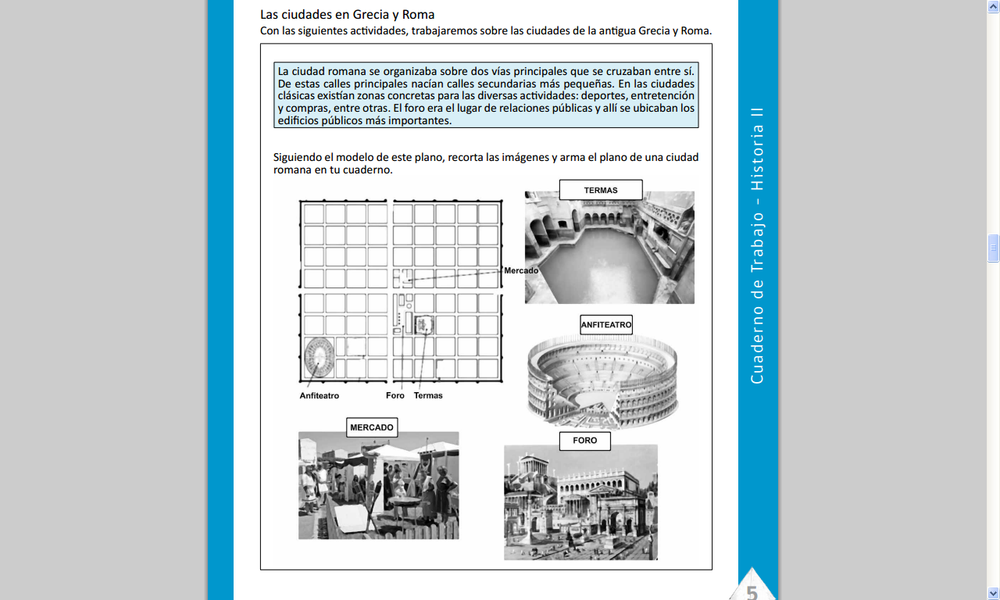 Las ciudades en Grecia y Roma
Con las siguientes actividades, trabajaremos sobre las ciudades de la antigua Grecia y Roma.
La ciudad romana se organizaba sobre dos vías principales que se cruzaban entre sí.
De estas calles principales nacían calles secundarias más pequeñas. En las ciudades
clásicas existían zonas concretas para las diversas actividades: deportes, entretención
y compras, entre otras. El foro era el lugar de relaciones públicas y allí se ubicaban los
edificios públicos más importantes.
Siguiendo el modelo de este plano, recorta las imágenes y arma el plano de una ciudad
romana en tu cuaderno.
TERMAS
Mercado
ANFITEATRO
Anfiteatro
Foro
Termas
MERCADO
FORO
Cuaderno de Trabajo - Historia II
5